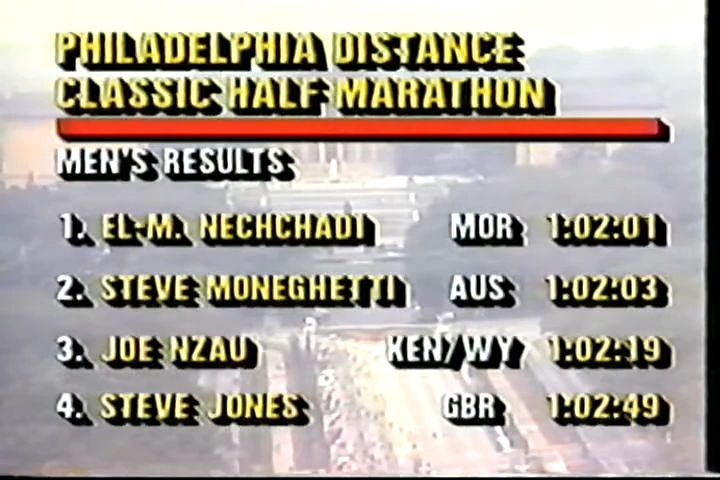 PHILADELPHIA DISTANCE
CLASSIC HALF MARATHON
MEN'S RESULTS
1. EL-M. NECHCHADI MOR 1:02:01
2. STEVE MONEGHETTI AUS 1:02:03
3. JOE NZAU KEN/WY 1:02:19
4. STEVE JONES GBR 1:02:49